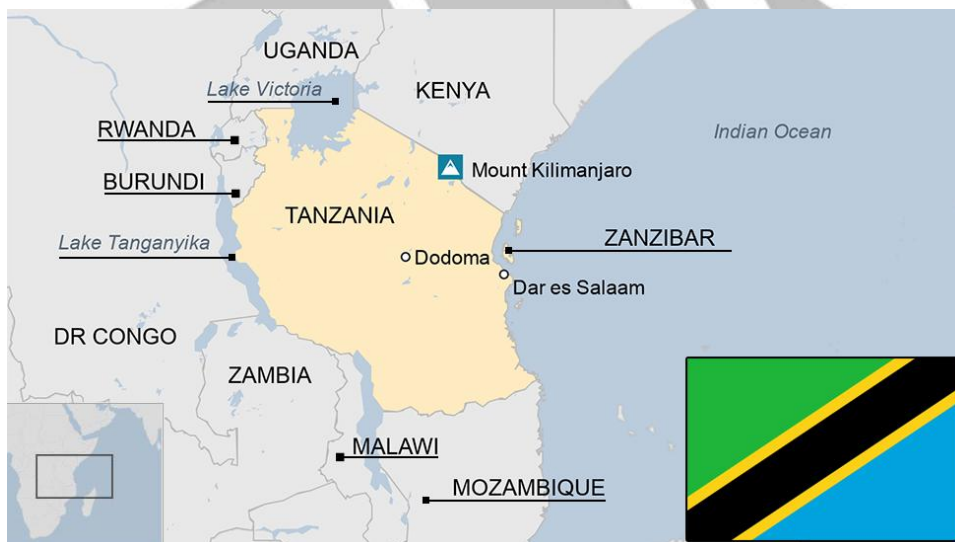 UGANDA
Lake Victoria
KENYA
RWANDA
Indian Ocean
Mount Kilimanjaro
BURUNDI
TANZANIA
ZANZIBAR
Lake Tanganyika
Dodoma
Dar es Salaam
DR CONGO
ZAMBIA
MALAWI
MOZAMBIQUE